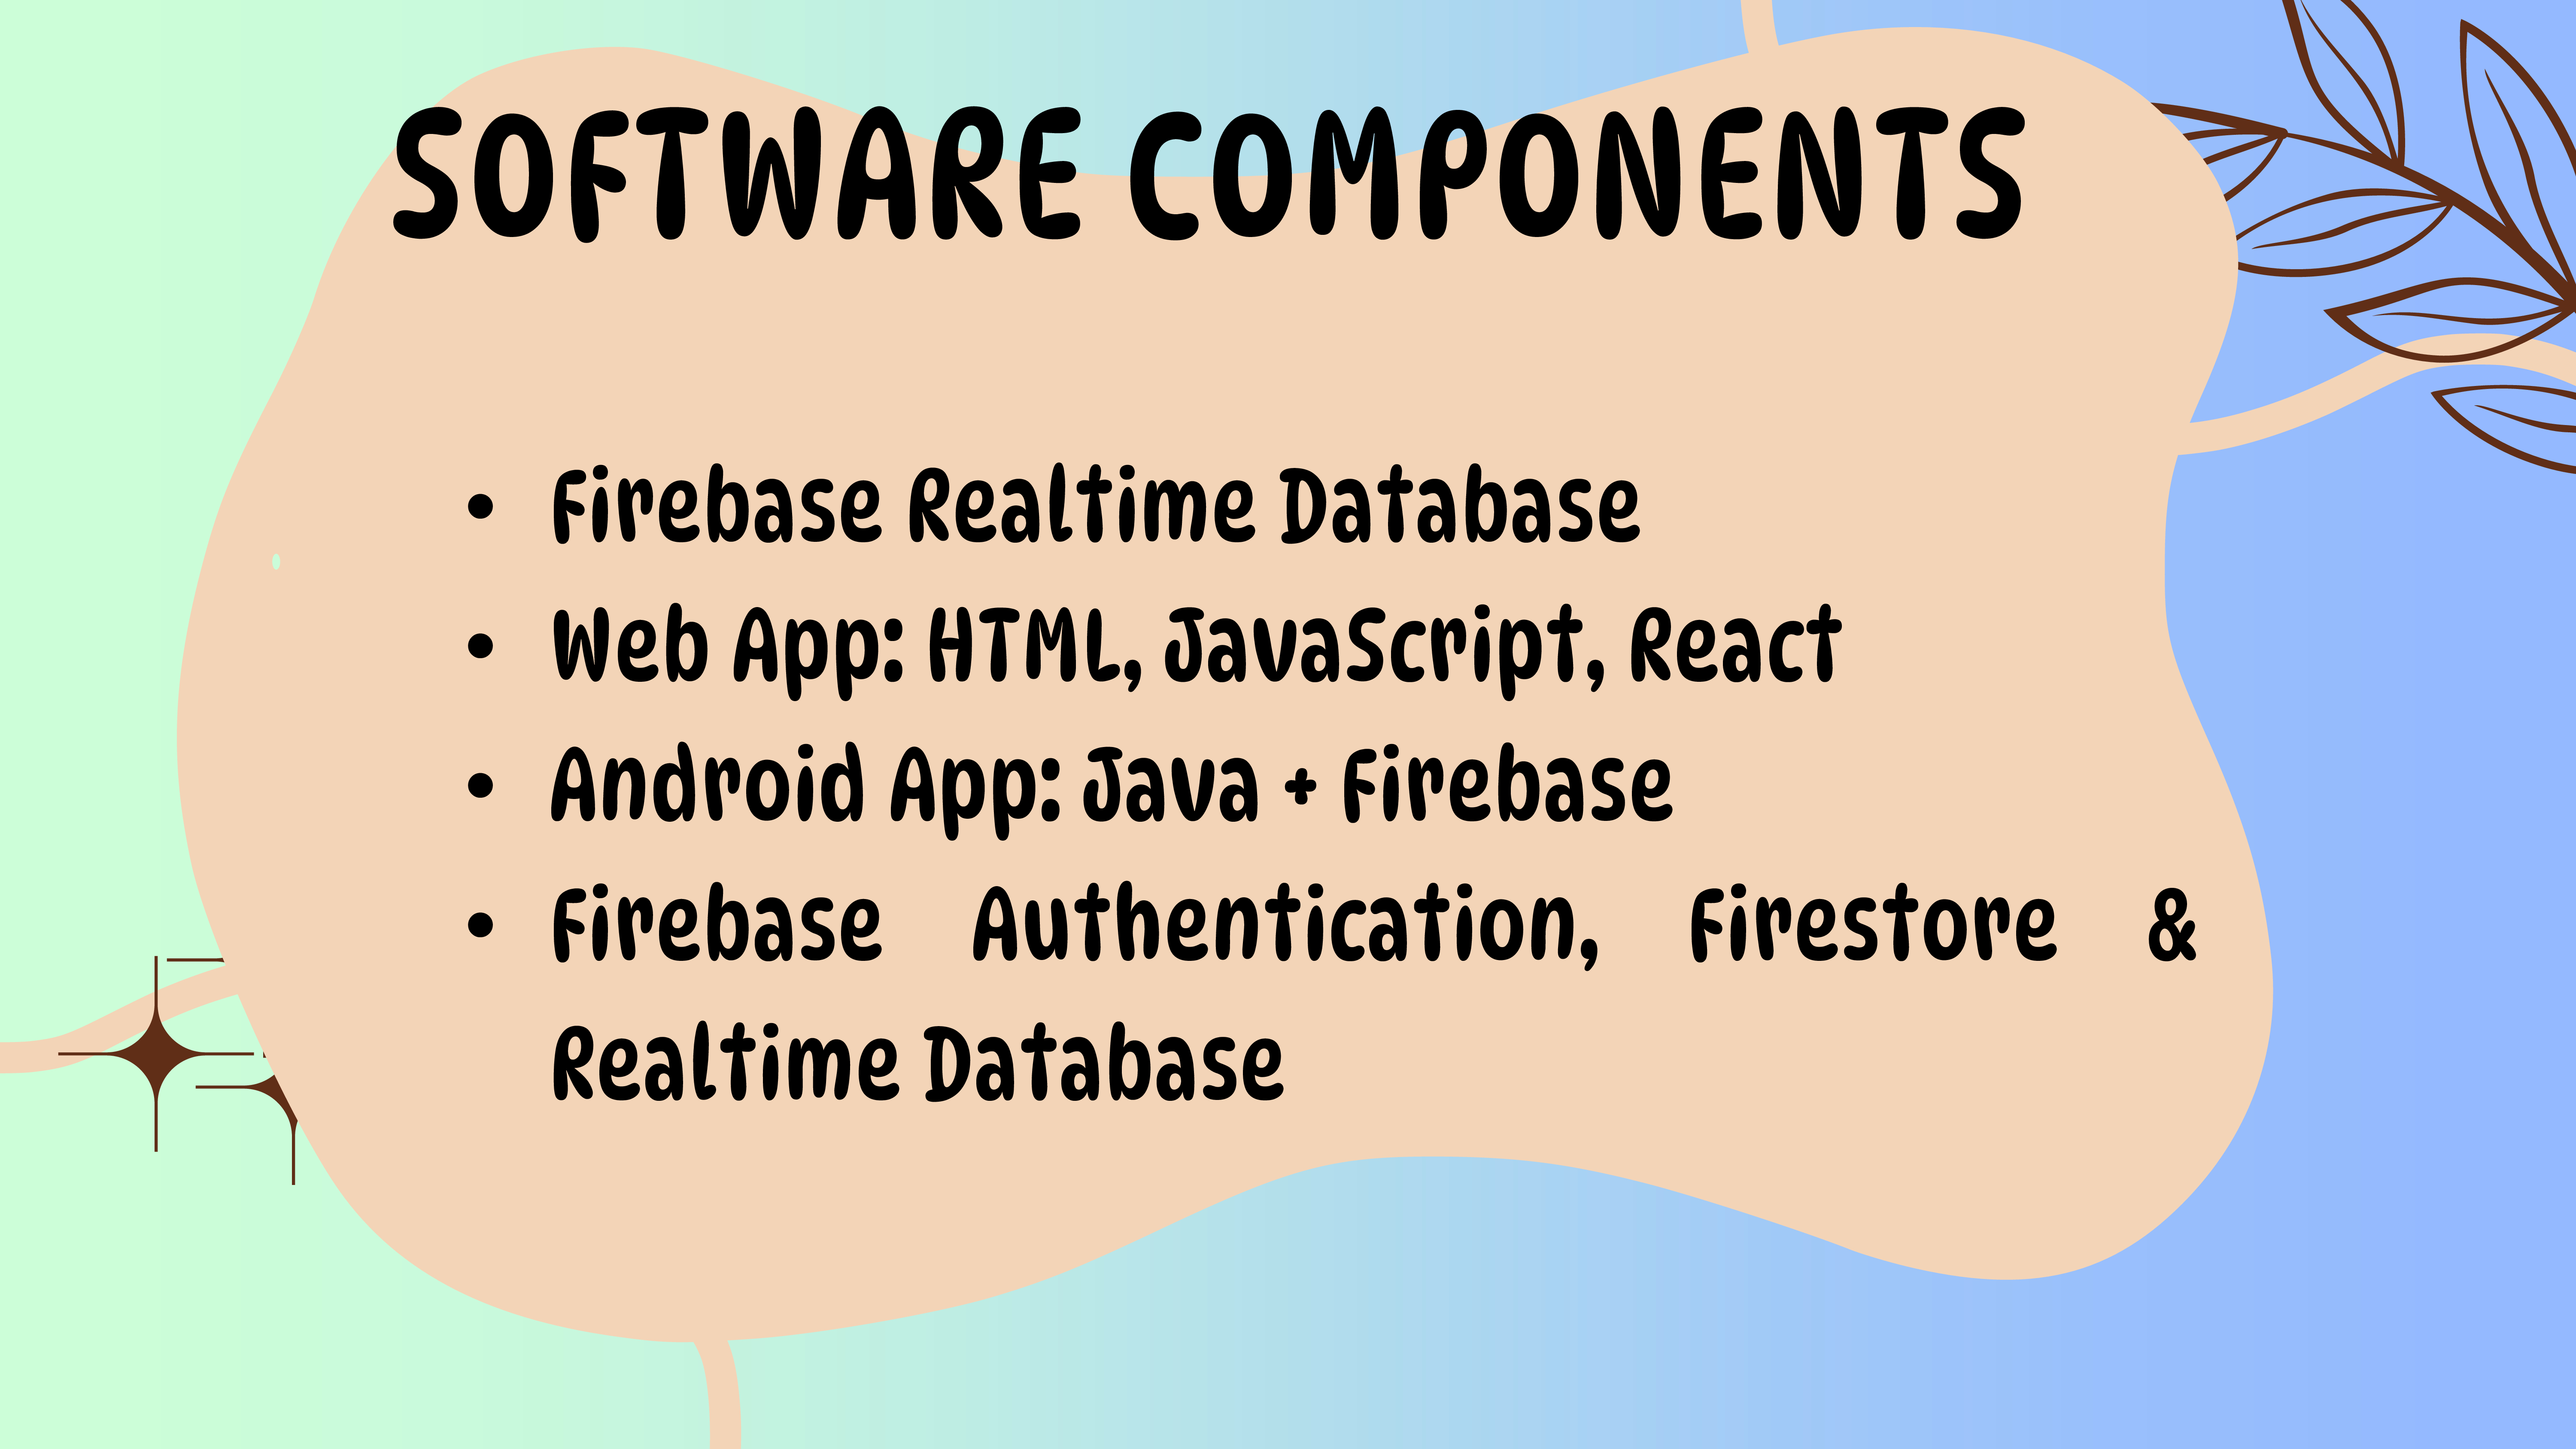 SOFTWARE COMPONENTS
• Firebase Realtime Database
• Web App: HTML, JavaScript, React
• Android App: Java + Firebase
• Firebase Authentication, Firestore &
Realtime Database